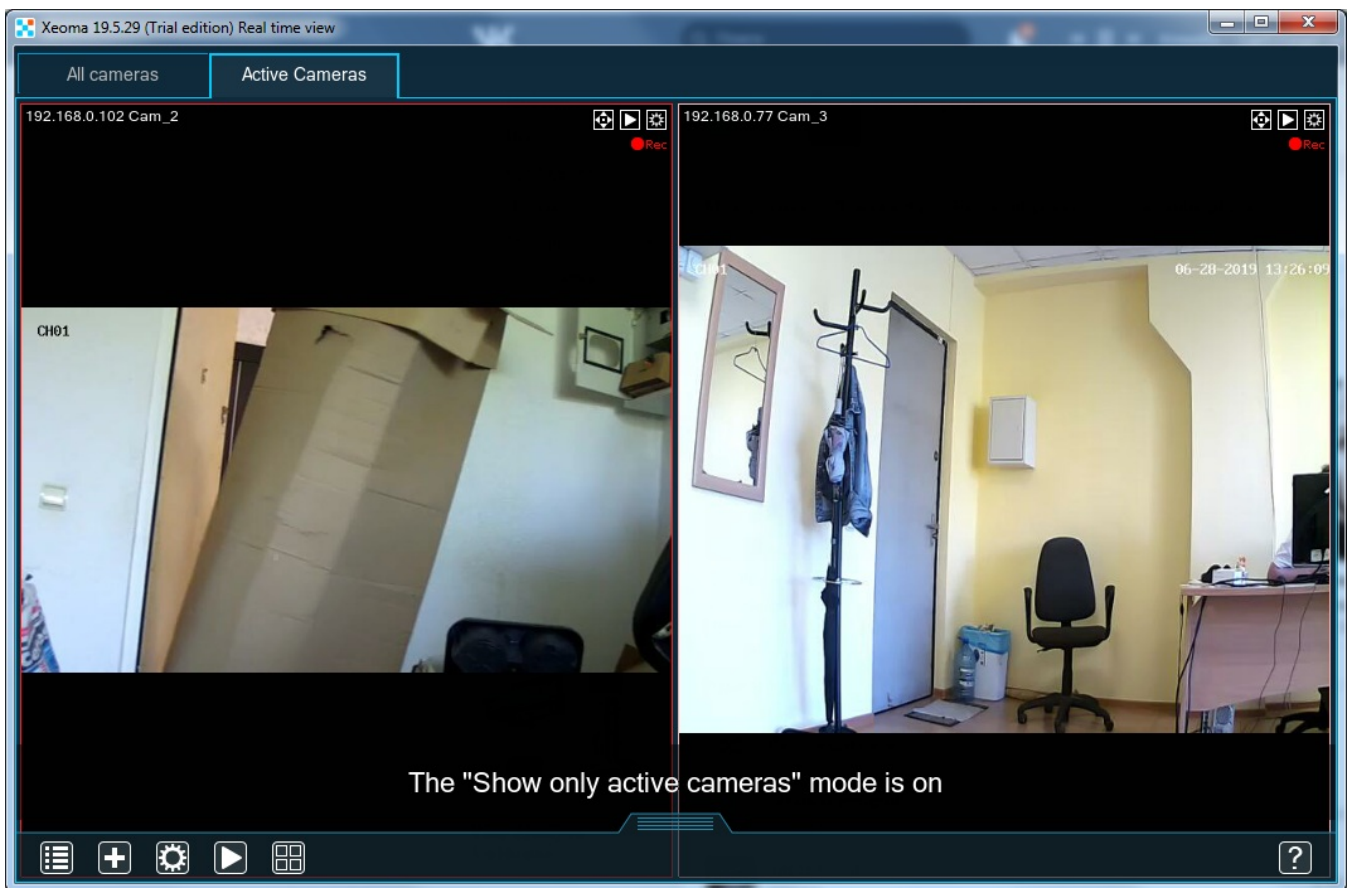 Xeoma 19.5.29 (Trial edition) Real time view
All cameras
Active Cameras
192.168.0.102 Cam_2
Rec
192.168.0.77 Cam_3
Rec
CH01
CH01
06-28-2019 13:26:09
The "Show only active cameras" mode is on
?